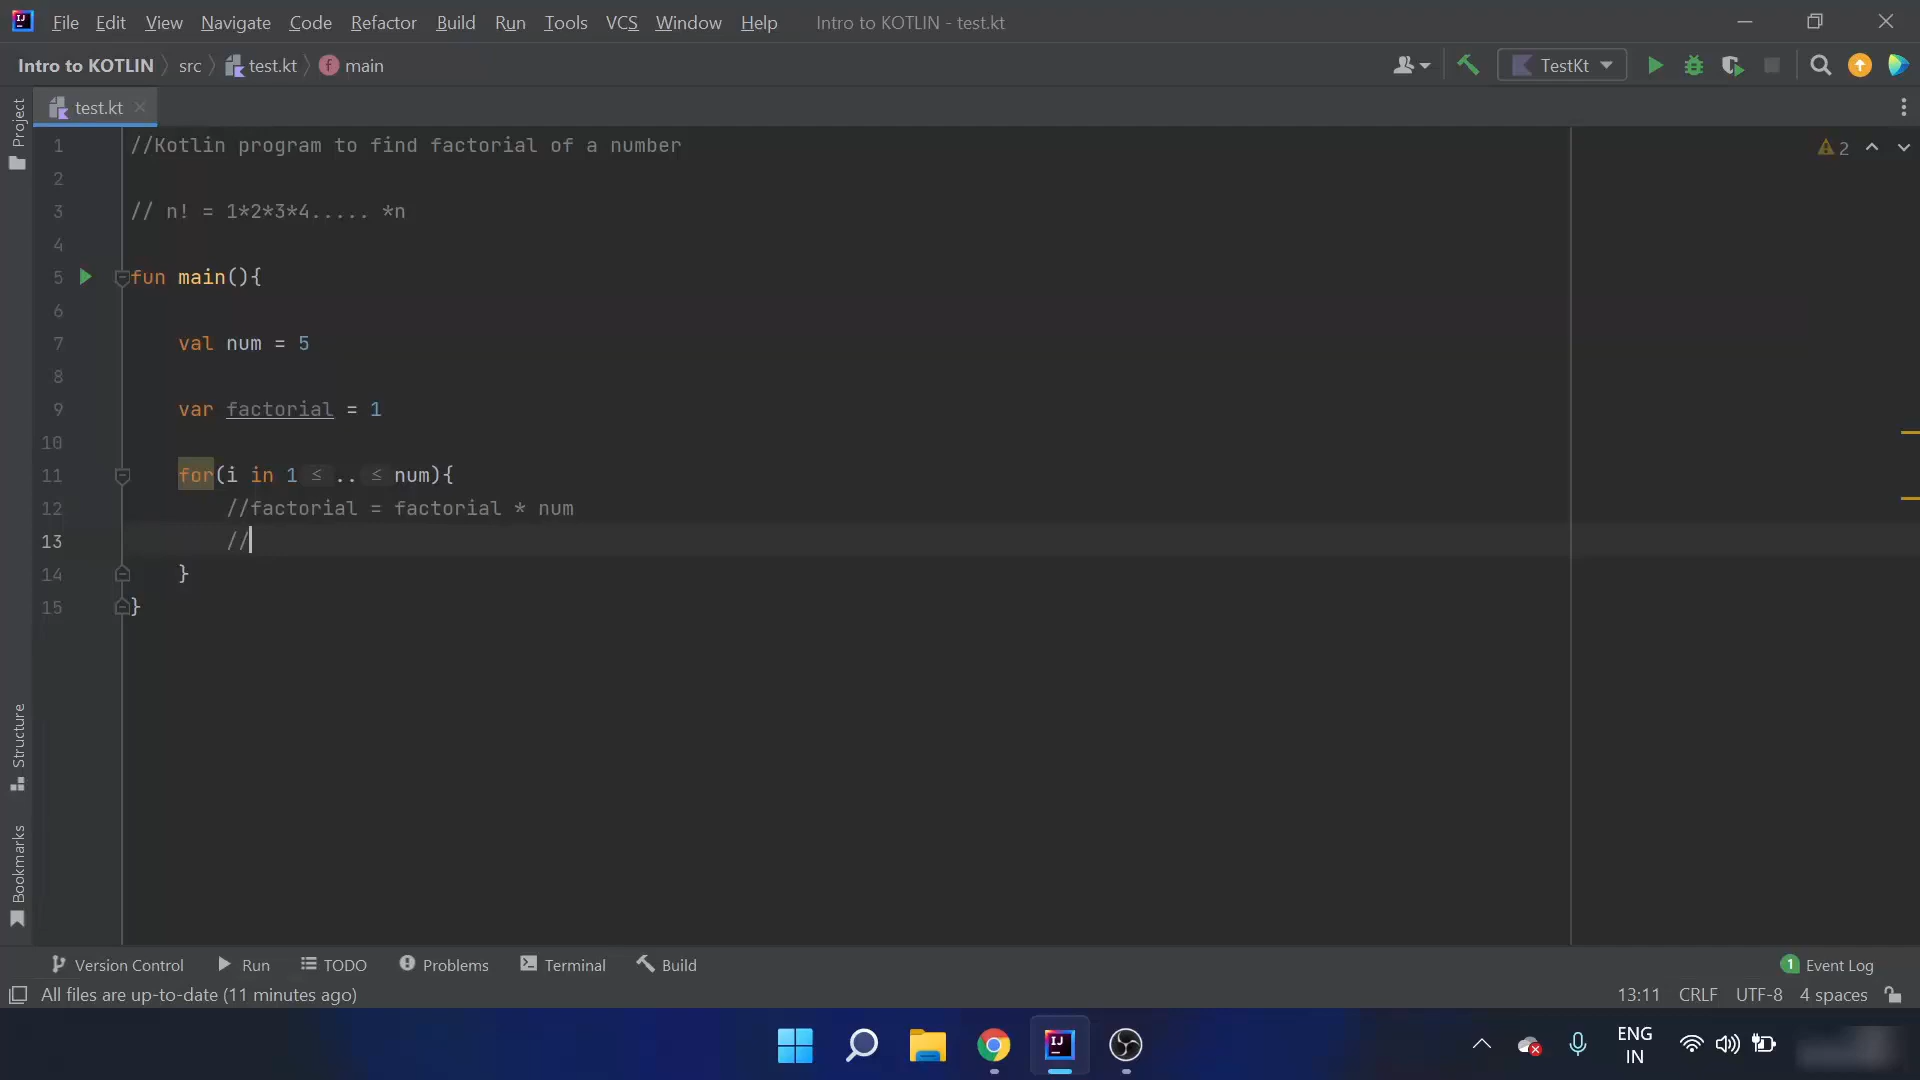 File Edit View Navigate Code Refactor Build Run Tools VCS Window Help Intro to KOTLIN - test.kt
Intro to KOTLIN src test.kt main TestKt
test.kt 2
Project
1 //Kotlin program to find factorial of a number
2
3 // n! = 1*2*3*4..... *n
4
5 fun main(){
6
7 val num = 5
8
9 var factorial = 1
10
11 for(i in 1 ≤ .. ≤ num){
12 //factorial = factorial * num
13 //
14 }
15 }
Structure
Bookmarks
Version Control Run TODO Problems Terminal Build 1 Event Log
All files are up-to-date (11 minutes ago) 13:11 CRLF UTF-8 4 spaces
ENG
IN